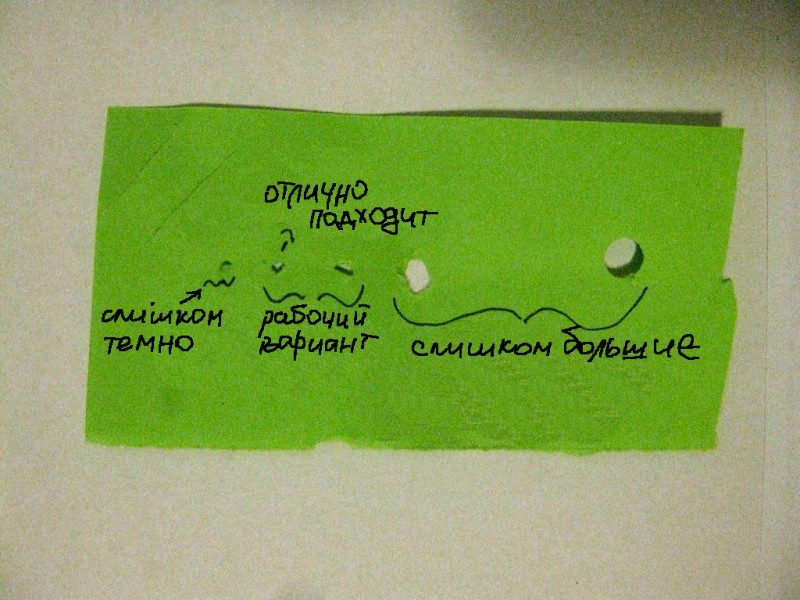 отлично
подходит
слишком
темно
рабочий
вариант
слишком большие